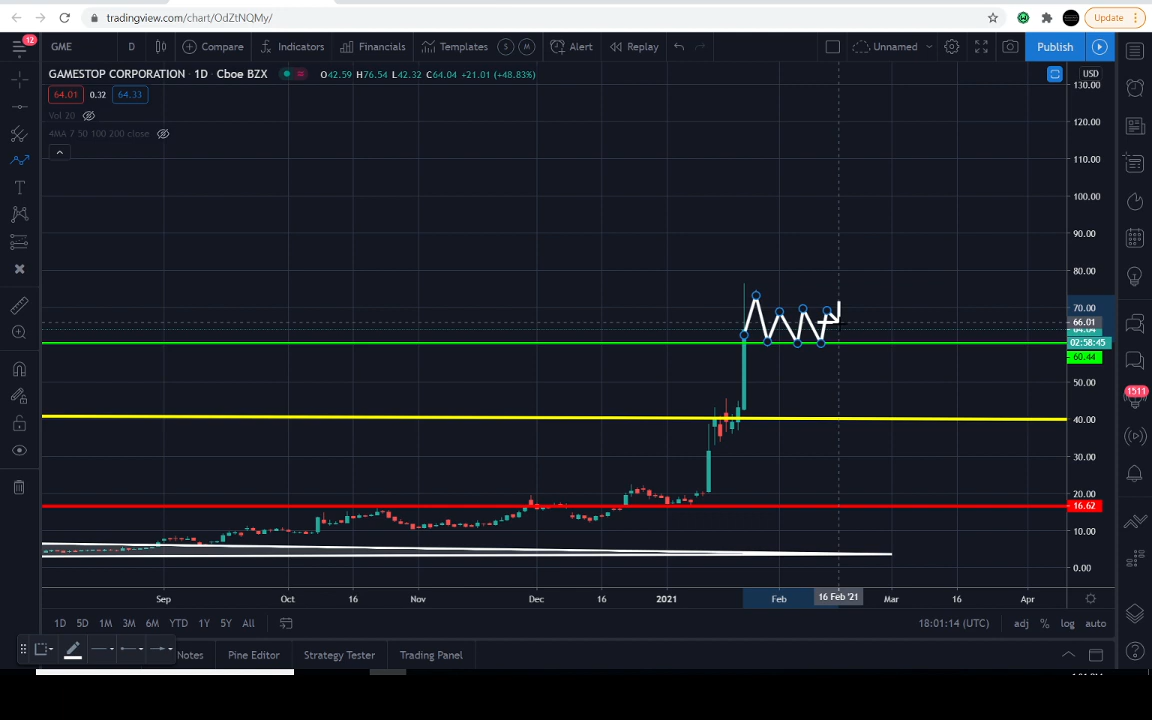 tradingview.com/chart/OdZtNQMy/
Update
12
GME
D
Compare
Indicators
Financials
Templates
S
M
Alert
Replay
Unnamed
Publish
GAMESTOP CORPORATION · 1D · Cboe BZX
O42.59 H76.54 L42.32 C64.04 +21.01 (+48.83%)
USD
64.01
0.32
64.33
Vol 20
4MA 7 50 100 200 close
130.00
120.00
110.00
100.00
90.00
80.00
70.00
66.01
02:58:45
60.44
50.00
40.00
30.00
20.00
16.62
10.00
0.00
1511
Sep
Oct
16
Nov
Dec
16
2021
Feb
16 Feb '21
Mar
16
Apr
1D
5D
1M
3M
6M
YTD
1Y
5Y
All
18:01:14 (UTC)
adj
%
log
auto
Notes
Pine Editor
Strategy Tester
Trading Panel